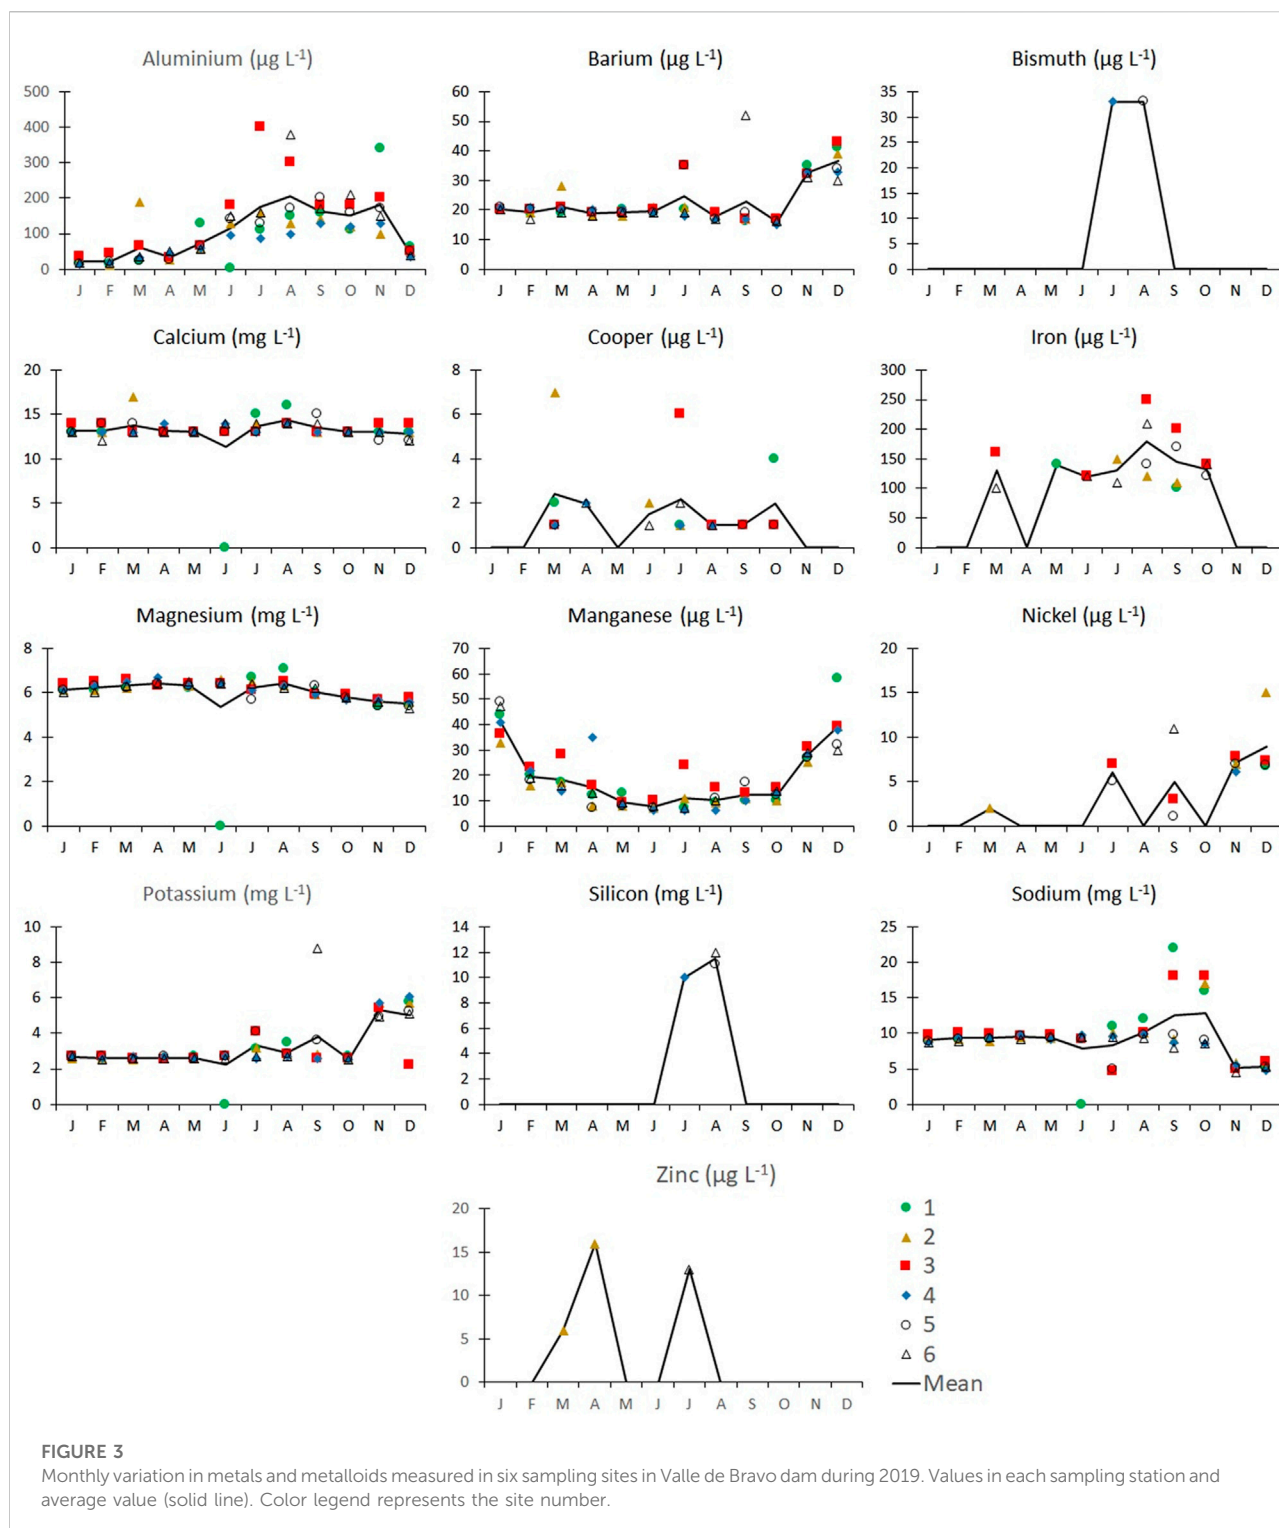 Aluminium (µg L-1)
500
400
300
200
100
0
J F M A M J J A S O N D
Barium (µg L-1)
60
50
40
30
20
10
0
J F M A M J J A S O N D
Bismuth (µg L-1)
35
30
25
20
15
10
5
0
J F M A M J J A S O N D
Calcium (mg L-1)
20
15
10
5
0
J F M A M J J A S O N D
Cooper (µg L-1)
8
6
4
2
0
J F M A M J J A S O N D
Iron (µg L-1)
300
250
200
150
100
50
0
J F M A M J J A S O N D
Magnesium (mg L-1)
8
6
4
2
0
J F M A M J J A S O N D
Manganese (µg L-1)
70
60
50
40
30
20
10
0
J F M A M J J A S O N D
Nickel (µg L-1)
20
15
10
5
0
J F M A M J J A S O N D
Potassium (mg L-1)
10
8
6
4
2
0
J F M A M J J A S O N D
Silicon (mg L-1)
14
12
10
8
6
4
2
0
J F M A M J J A S O N D
Sodium (mg L-1)
25
20
15
10
5
0
J F M A M J J A S O N D
Zinc (µg L-1)
20
15
10
5
0
J F M A M J J A S O N D
1
2
3
4
5
6
Mean
FIGURE 3
Monthly variation in metals and metalloids measured in six sampling sites in Valle de Bravo dam during 2019. Values in each sampling station and
average value (solid line). Color legend represents the site number.